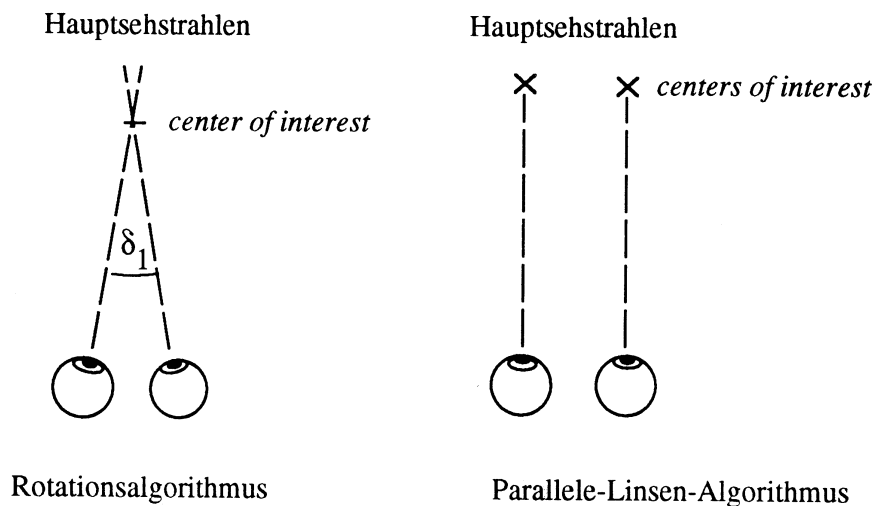 Hauptsehstrahlen
center of interest
δ1
Rotationsalgorithmus
Hauptsehstrahlen
centers of interest
Parallele-Linsen-Algorithmus